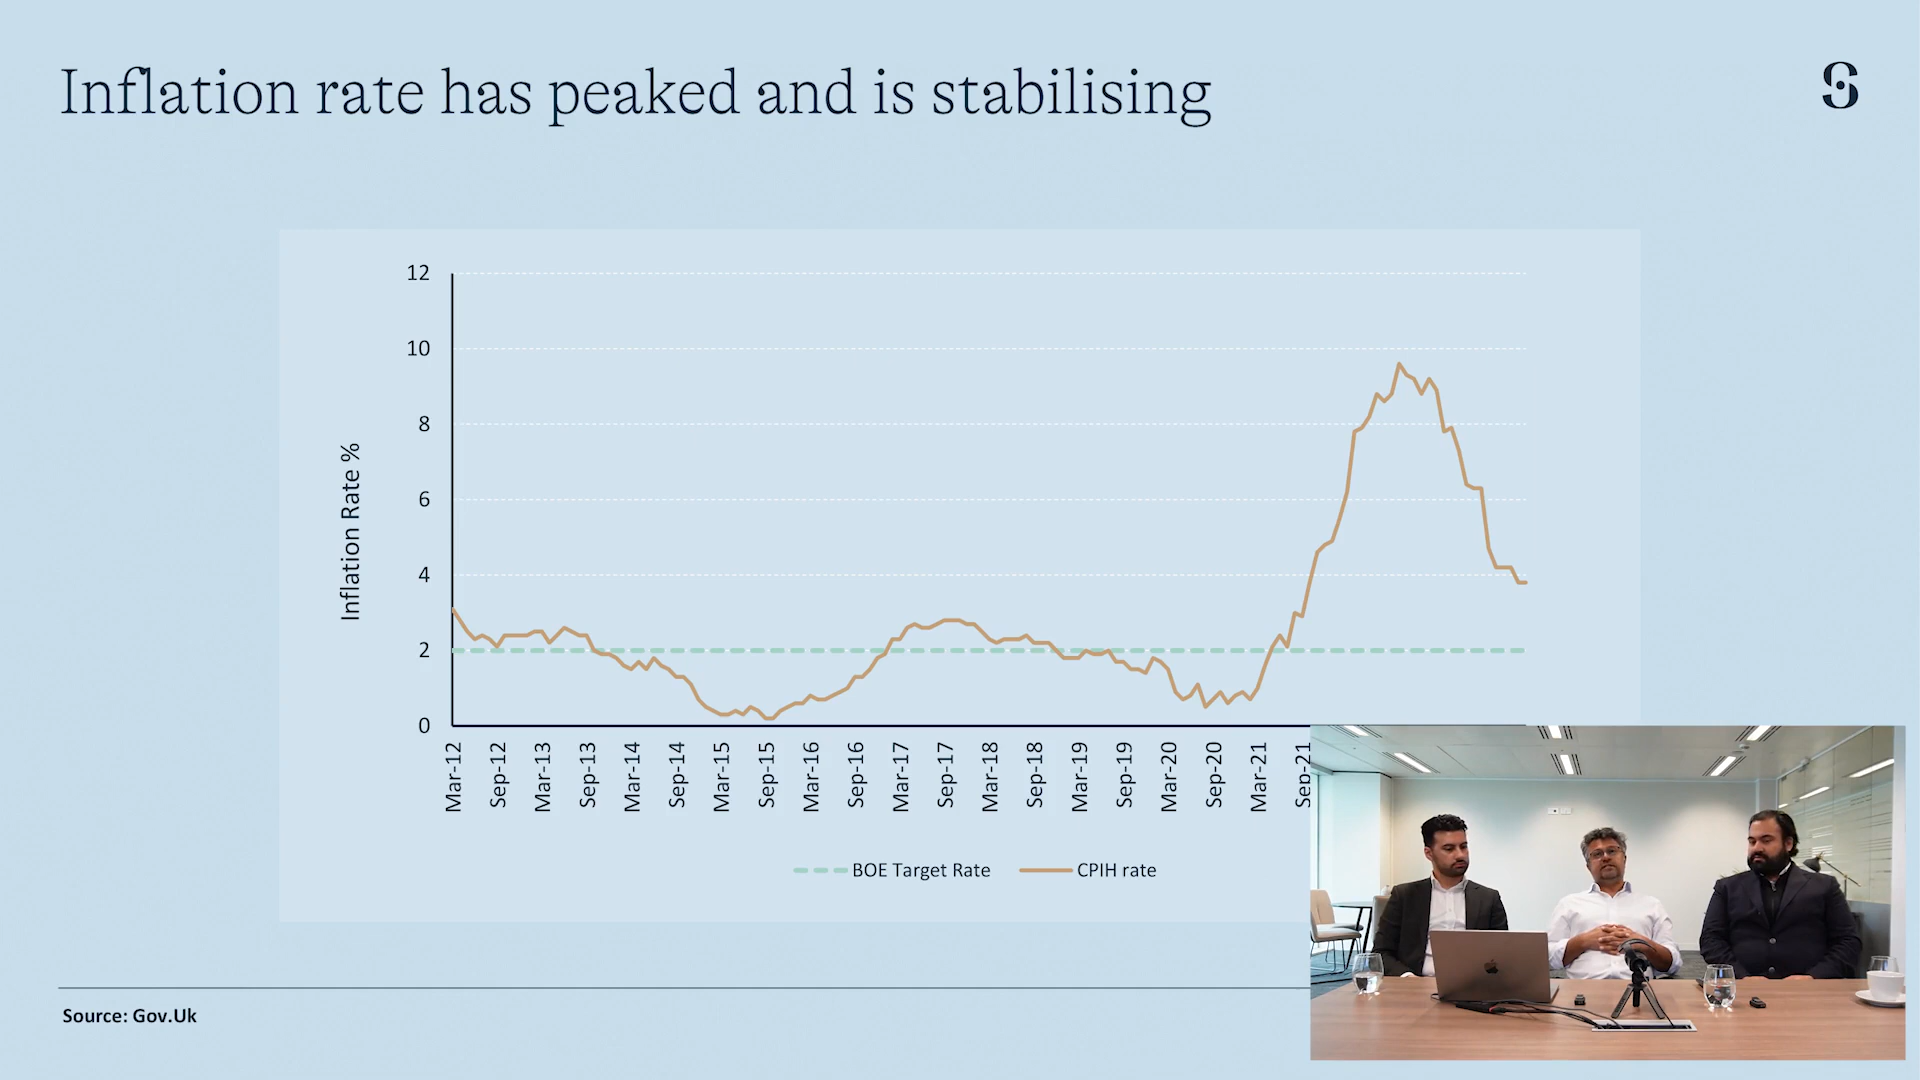 Inflation rate has peaked and is stabilising
12
10
8
6
4
2
0
Inflation Rate %
Mar-12
Sep-12
Mar-13
Sep-13
Mar-14
Sep-14
Mar-15
Sep-15
Mar-16
Sep-16
Mar-17
Sep-17
Mar-18
Sep-18
Mar-19
Sep-19
Mar-20
Sep-20
Mar-21
Sep-21
BOE Target Rate
CPIH rate
Source: Gov.Uk